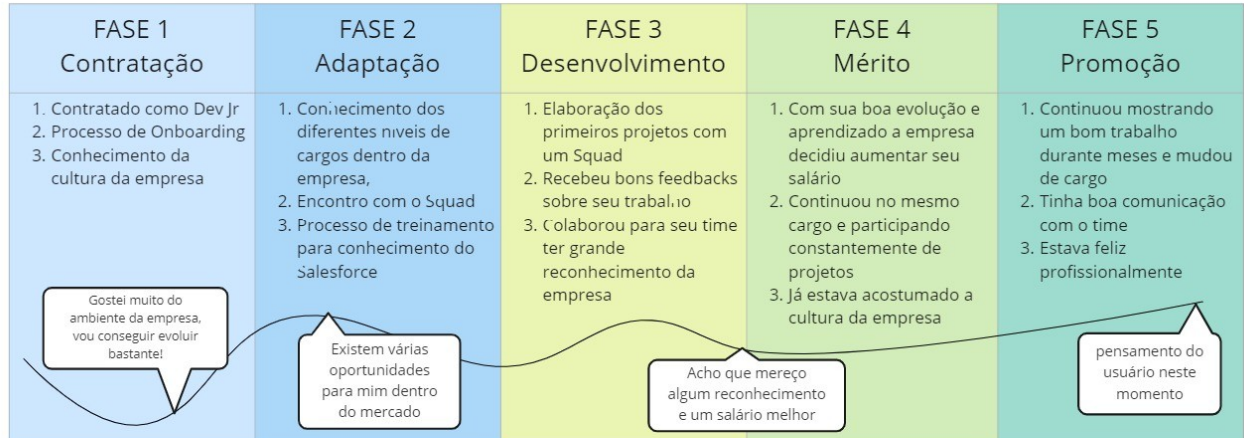 FASE 1
Contratação
1. Contratado como Dev Jr
2. Processo de Onboarding
3. Conhecimento da
cultura da empresa
Gostei muito do
ambiente da empresa,
vou conseguir evoluir
bastante!
FASE 2
Adaptação
1. Conhecimento dos
diferentes níveis de
cargos dentro da
empresa,
2. Encontro com o Squad
3. Processo de treinamento
para conhecimento do
Salesforce
Existem várias
oportunidades
para mim dentro
do mercado
FASE 3
Desenvolvimento
1. Elaboração dos
primeiros projetos com
um Squad
2. Recebeu bons feedbacks
sobre seu trabalho
3. Colaborou para seu time
ter grande
reconhecimento da
empresa
Acho que mereço
algum reconhecimento
e um salário melhor
FASE 4
Mérito
1. Com sua boa evolução e
aprendizado a empresa
decidiu aumentar seu
salário
2. Continuou no mesmo
cargo e participando
constantemente de
projetos
3. Já estava acostumado a
cultura da empresa
FASE 5
Promoção
1. Continuou mostrando
um bom trabalho
durante meses e mudou
de cargo
2. Tinha boa comunicação
com o time
3. Estava feliz
profissionalmente
pensamento do
usuário neste
momento